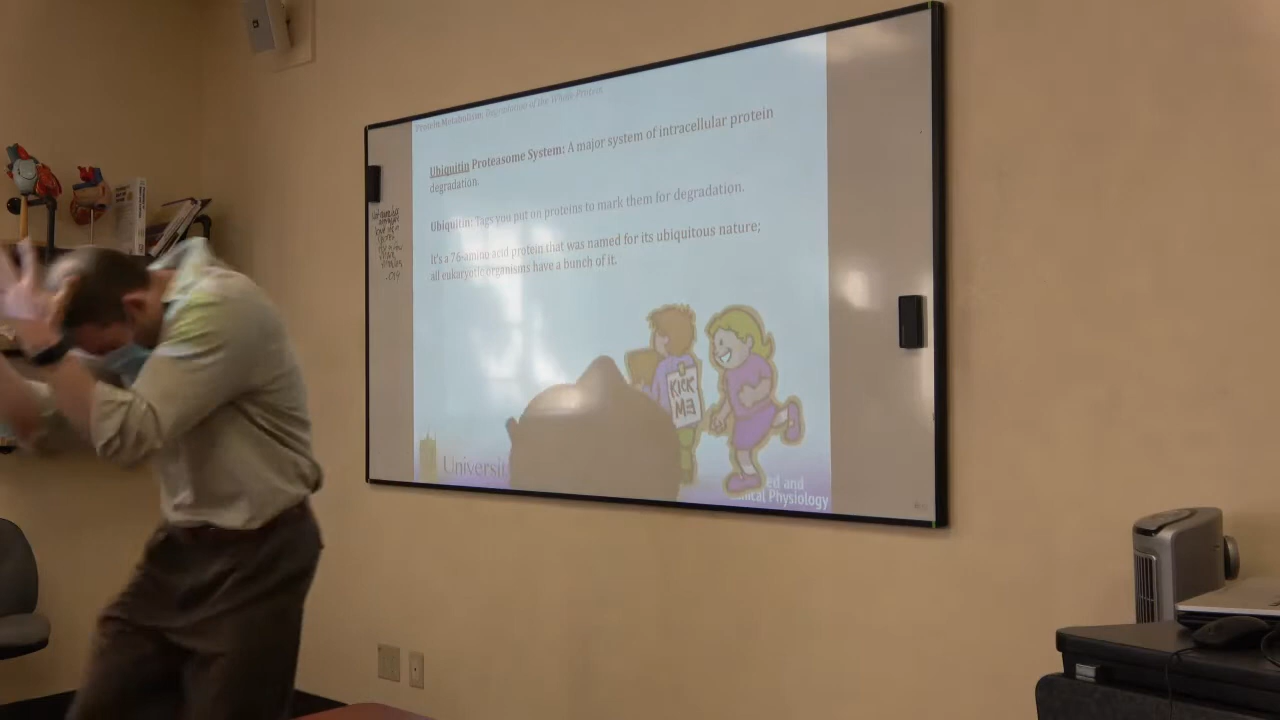 Protein Metabolism, Degradation of the Whole Protein.
Ubiquitin Proteasome System: A major system of intracellular protein
degradation.
Ubiquitin: Tags you put on proteins to mark them for degradation.
It's a 76-amino acid protein that was named for its ubiquitous nature;
all eukaryotic organisms have a bunch of it.
KICK
ME
Universit
ed and
ical Physiology